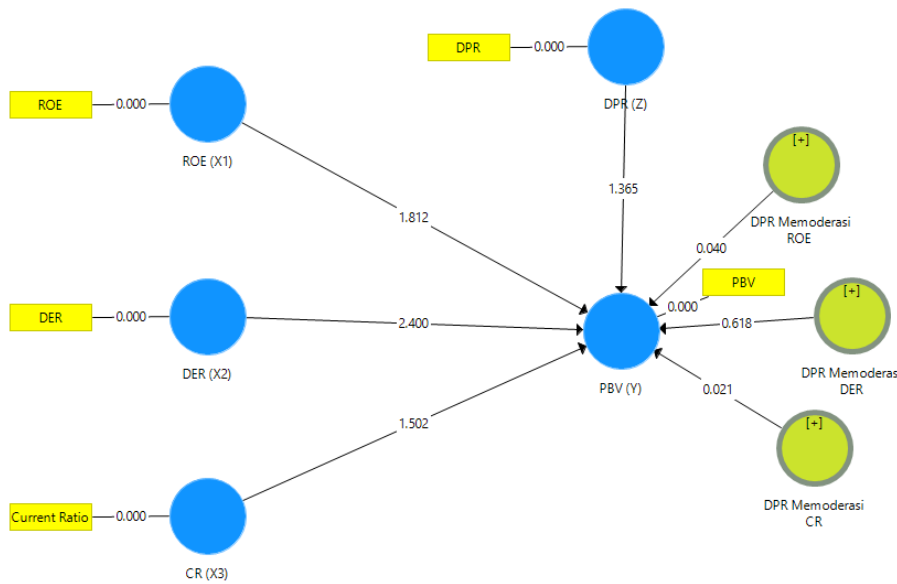 DPR
0.000
DPR (Z)
ROE
0.000
ROE (X1)
[+]
DPR Memoderasi
ROE
1.365
1.812
0.040
PBV
0.000
DER
0.000
DER (X2)
2.400
PBV (Y)
0.618
[+]
DPR Memoderas
DER
0.021
1.502
[+]
DPR Memoderasi
CR
Current Ratio
0.000
CR (X3)